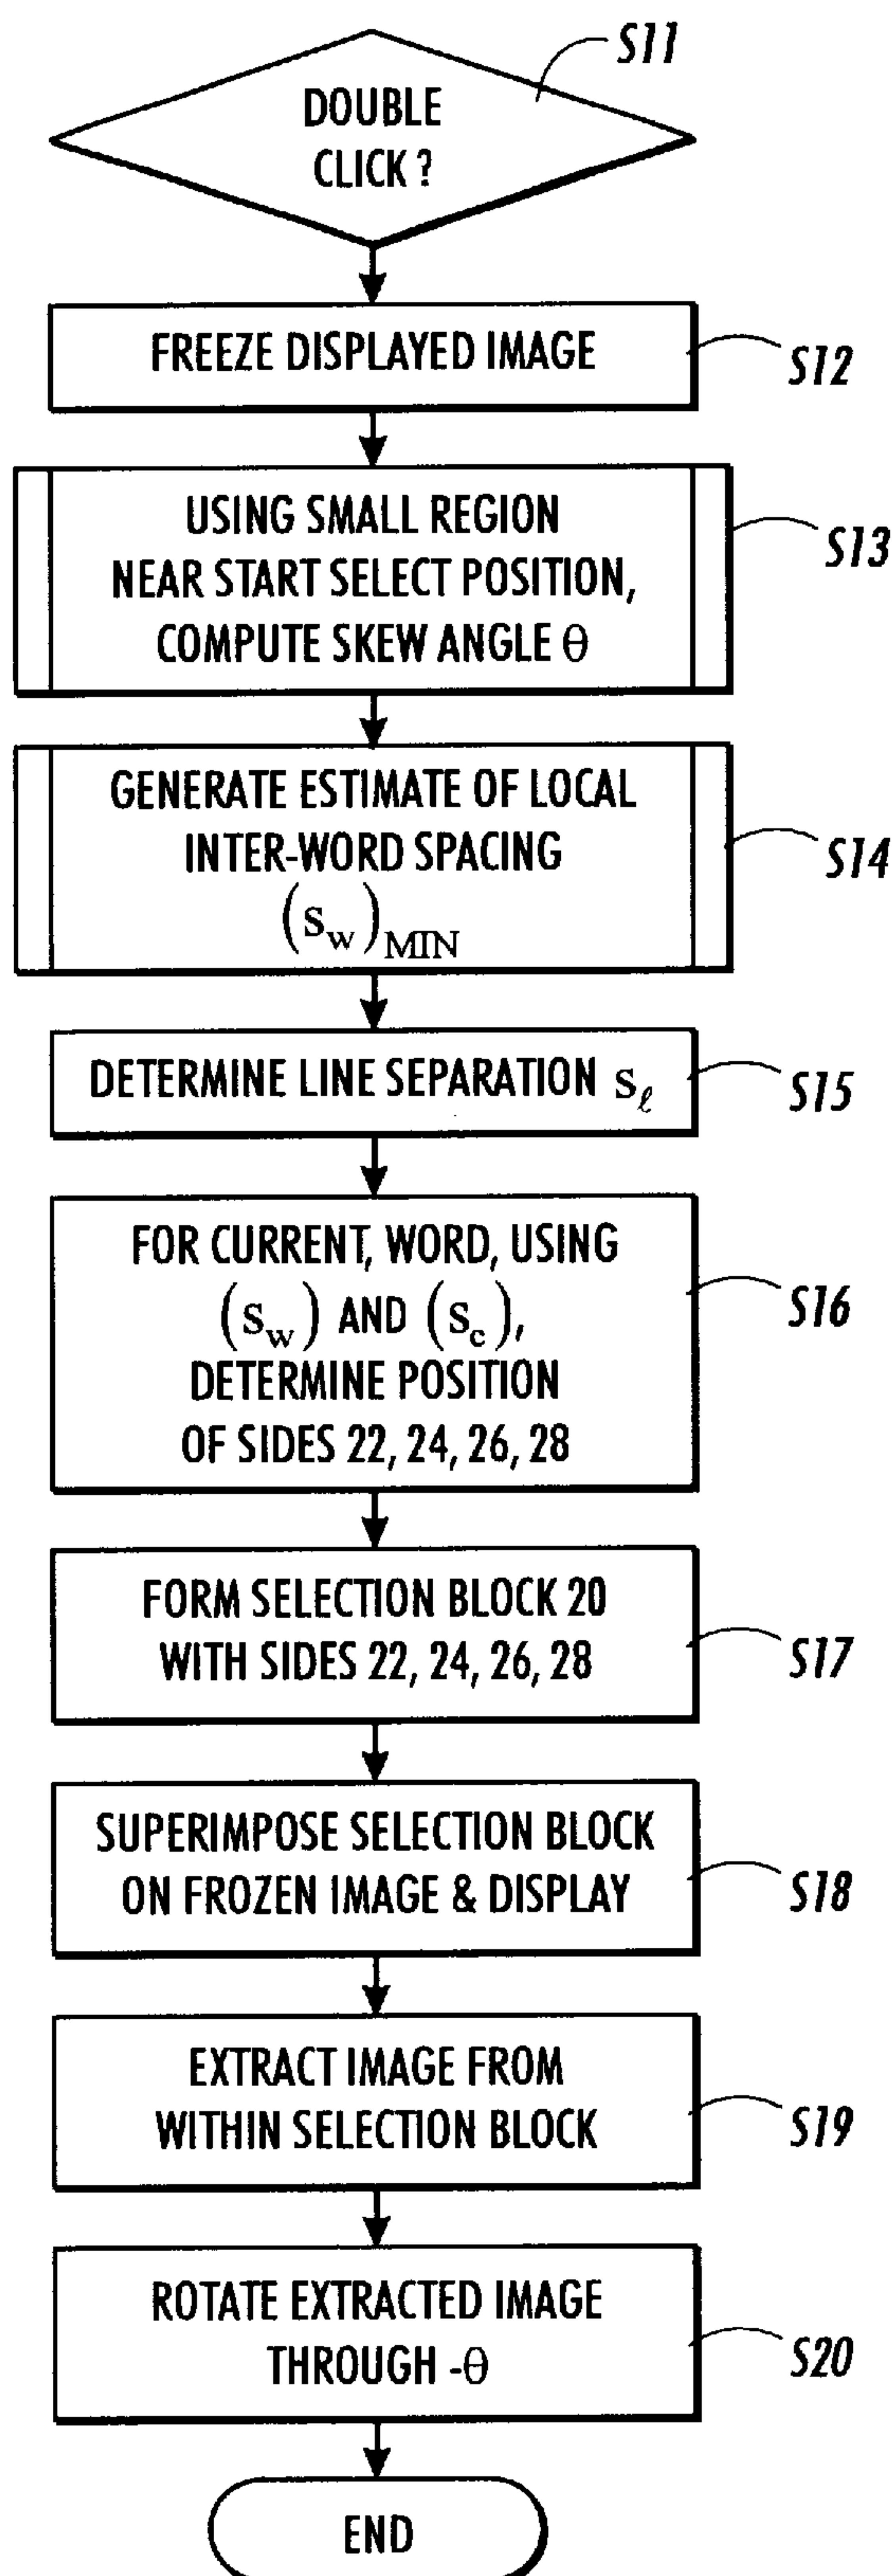 S11
DOUBLE
CLICK ?
FREEZE DISPLAYED IMAGE
S12
USING SMALL REGION
NEAR START SELECT POSITION,
COMPUTE SKEW ANGLE θ
S13
GENERATE ESTIMATE OF LOCAL
INTER-WORD SPACING
(s_w)_MIN
S14
DETERMINE LINE SEPARATION s_ℓ
S15
FOR CURRENT, WORD, USING
(s_w) AND (s_c),
DETERMINE POSITION
OF SIDES 22, 24, 26, 28
S16
FORM SELECTION BLOCK 20
WITH SIDES 22, 24, 26, 28
S17
SUPERIMPOSE SELECTION BLOCK
ON FROZEN IMAGE & DISPLAY
S18
EXTRACT IMAGE FROM
WITHIN SELECTION BLOCK
S19
ROTATE EXTRACTED IMAGE
THROUGH -θ
S20
END